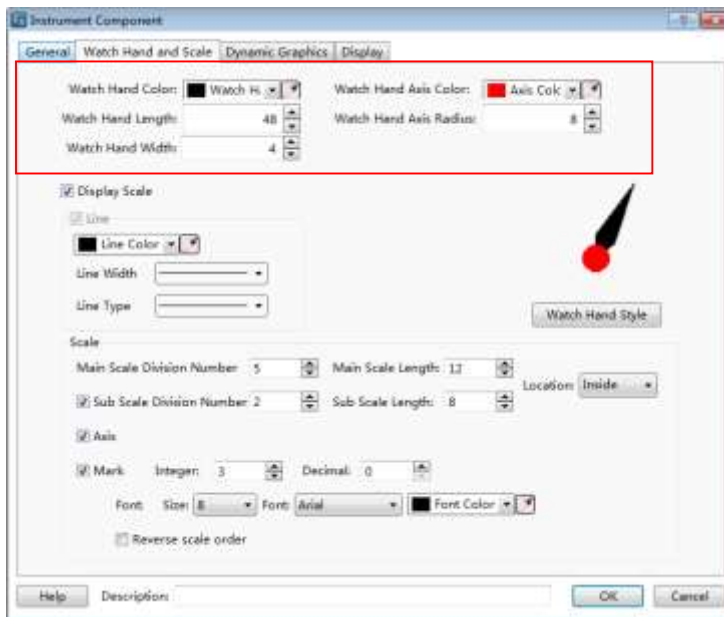 Instrument Component
General Watch Hand and Scale Dynamic Graphics Display
Watch Hand Color: Watch H Watch Hand Axis Color: Axis Colc
Watch Hand Length: 48 Watch Hand Axis Radius: 8
Watch Hand Width: 4
Display Scale
Line
Line Color
Line Width
Line Type
Watch Hand Style
Scale
Main Scale Division Number 5 Main Scale Length: 12
Location: Inside
Sub Scale Division Number 2 Sub Scale Length: 8
Axis
Mark Integer: 3 Decimal: 0
Font: Size: 8 Font: Arial Font Color
Reverse scale order
Help Description: OK Cancel